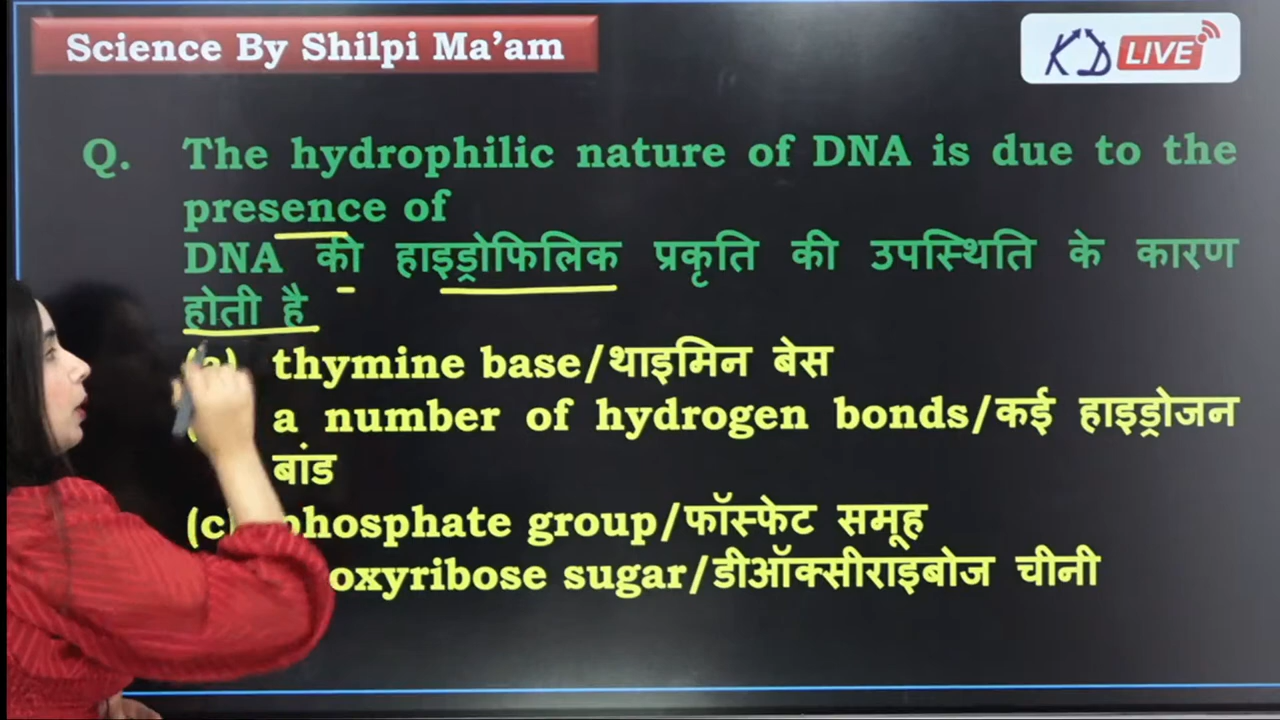 Science By Shilpi Ma'am
KD LIVE
Q. The hydrophilic nature of DNA is due to the
presence of
DNA की हाइड्रोफिलिक प्रकृति की उपस्थिति के कारण
होती है
(a) thymine base/थाइमिन बेस
a number of hydrogen bonds/कई हाइड्रोजन
बांड
(c) phosphate group/फॉस्फेट समूह
oxyribose sugar/डीऑक्सीराइबोज चीनी